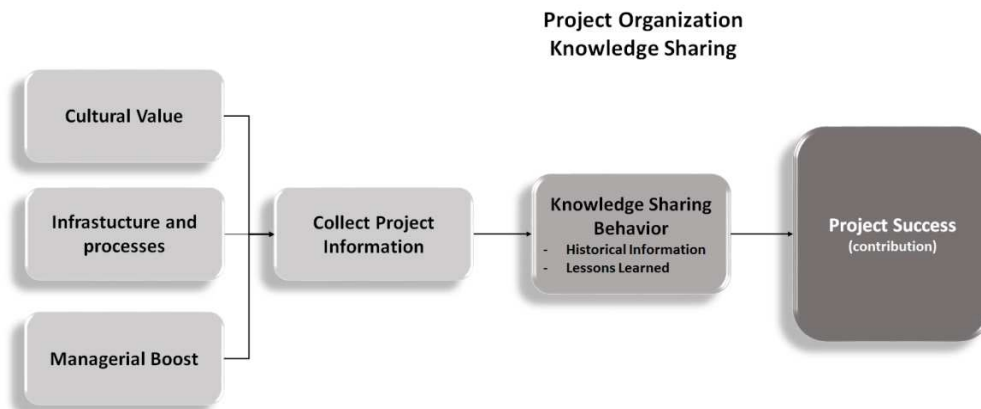 Project Organization
Knowledge Sharing
Cultural Value
Infrastucture and
processes
Managerial Boost
Collect Project
Information
Knowledge Sharing
Behavior
- Historical Information
- Lessons Learned
Project Success
(contribution)